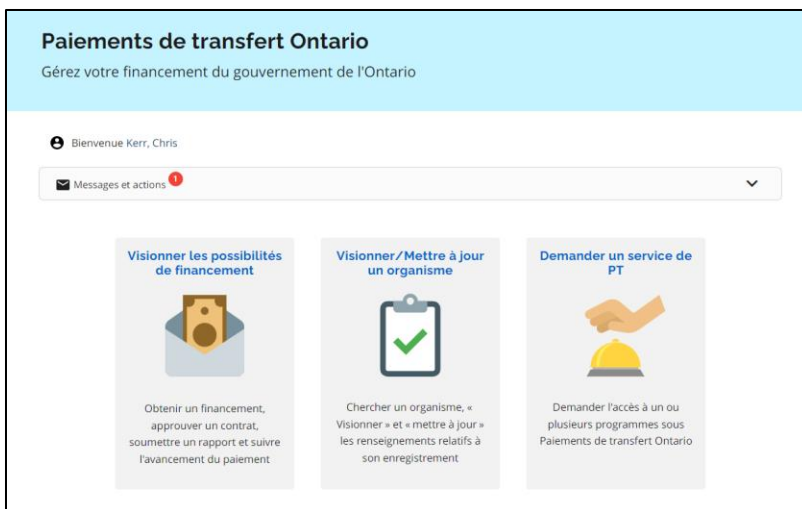 Paiements de transfert Ontario
Gérez votre financement du gouvernement de l'Ontario
Bienvenue Kerr, Chris
Messages et actions 1
Visionner les possibilités
de financement
Obtenir un financement,
approuver un contrat,
soumettre un rapport et suivre
l'avancement du paiement
Visionner/Mettre à jour
un organisme
Chercher un organisme, «
Visionner » et « mettre à jour »
les renseignements relatifs à
son enregistrement
Demander un service de
PT
Demander l'accès à un ou
plusieurs programmes sous
Paiements de transfert Ontario